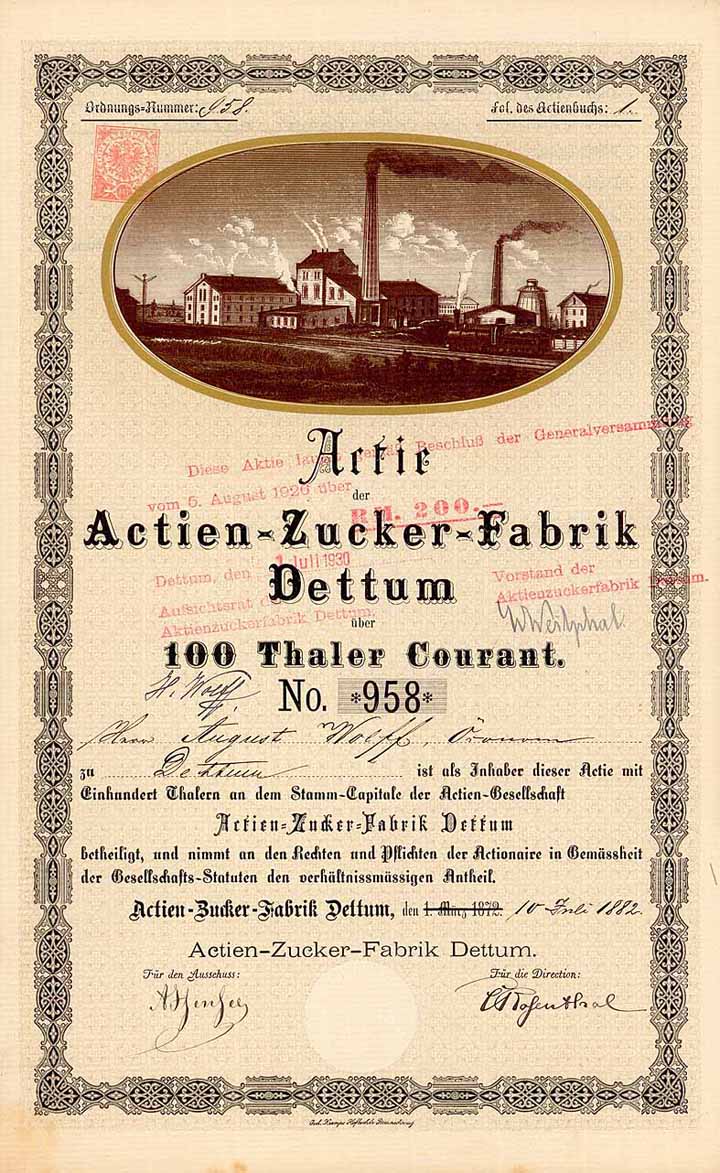 Ordnungs-Nummer: 958. Fol. des Actienbuchs: 1.
Actie
Diese Aktie lautet gemäß Beschluß der Generalversammlung
vom 5. August 1926 über
RM. 200.—
der
Actien-Zucker-Fabrik
Dettum, den 1 Juli 1930
Dettum
Vorstand der
Aktienzuckerfabrik Dettum.
Aufsichtsrat
Aktienzuckerfabrik Dettum.
W Westphal.
über
100 Thaler Courant.
H. Wolff
No. *958*
Herrn August Wolff, Öconom
zu Dettum ist als Inhaber dieser Actie mit
Einhundert Thalern an dem Stamm-Capitale der Actien-Gesellschaft
Actien-Zucker-Fabrik Dettum
betheiligt, und nimmt an den Rechten und Pflichten der Actionaire in Gemässheit
der Gesellschafts-Statuten den verhältnissmässigen Antheil.
Actien-Zucker-Fabrik Dettum, den 1. März 1872. 10 Juli 1882.
Actien-Zucker-Fabrik Dettum.
Für den Ausschuss: Für die Direction:
C Rosenthal